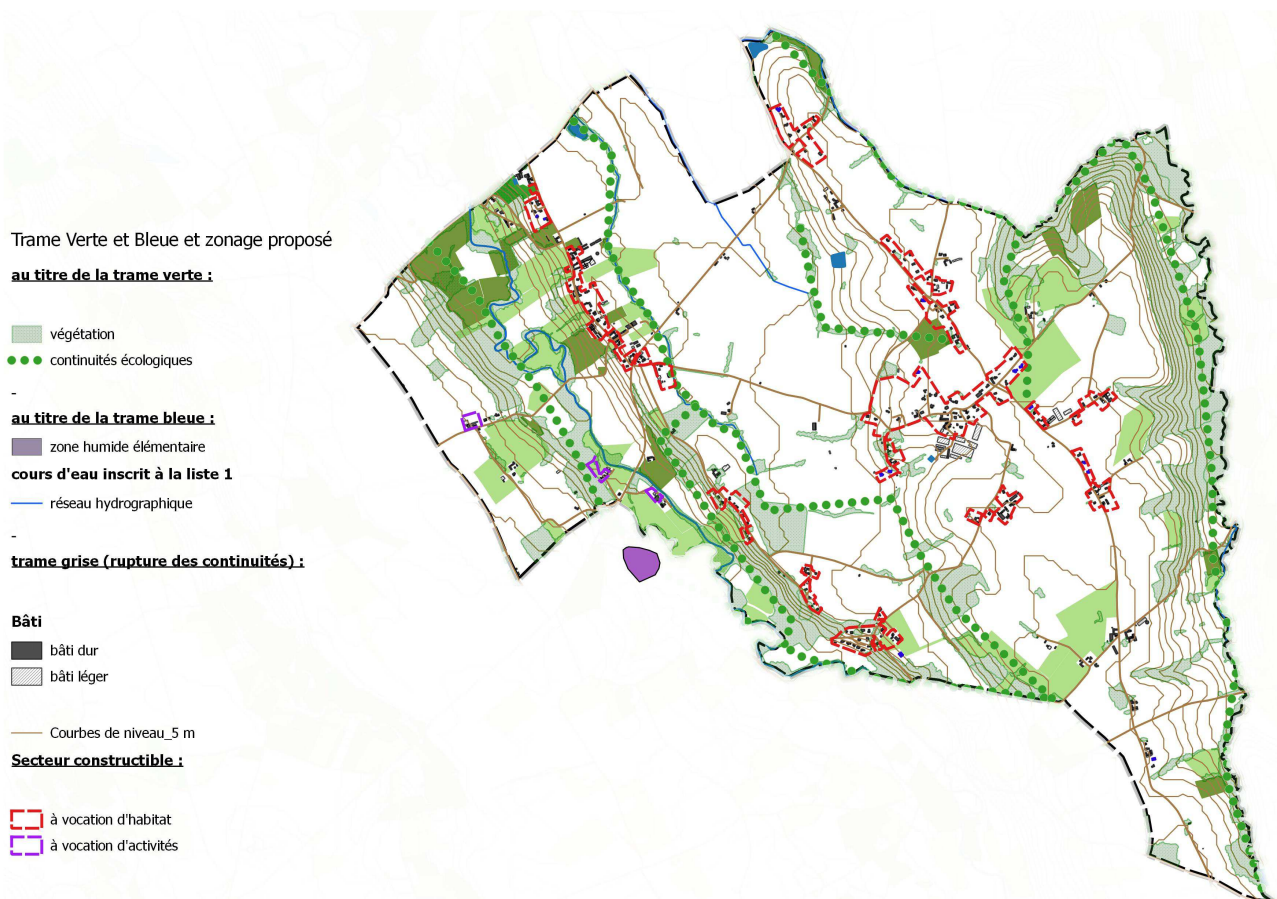 Trame Verte et Bleue et zonage proposé
au titre de la trame verte :
végétation
continuités écologiques
-
au titre de la trame bleue :
zone humide élémentaire
cours d'eau inscrit à la liste 1
réseau hydrographique
-
trame grise (rupture des continuités) :
Bâti
bâti dur
bâti léger
Courbes de niveau_5 m
Secteur constructible :
à vocation d'habitat
à vocation d'activités